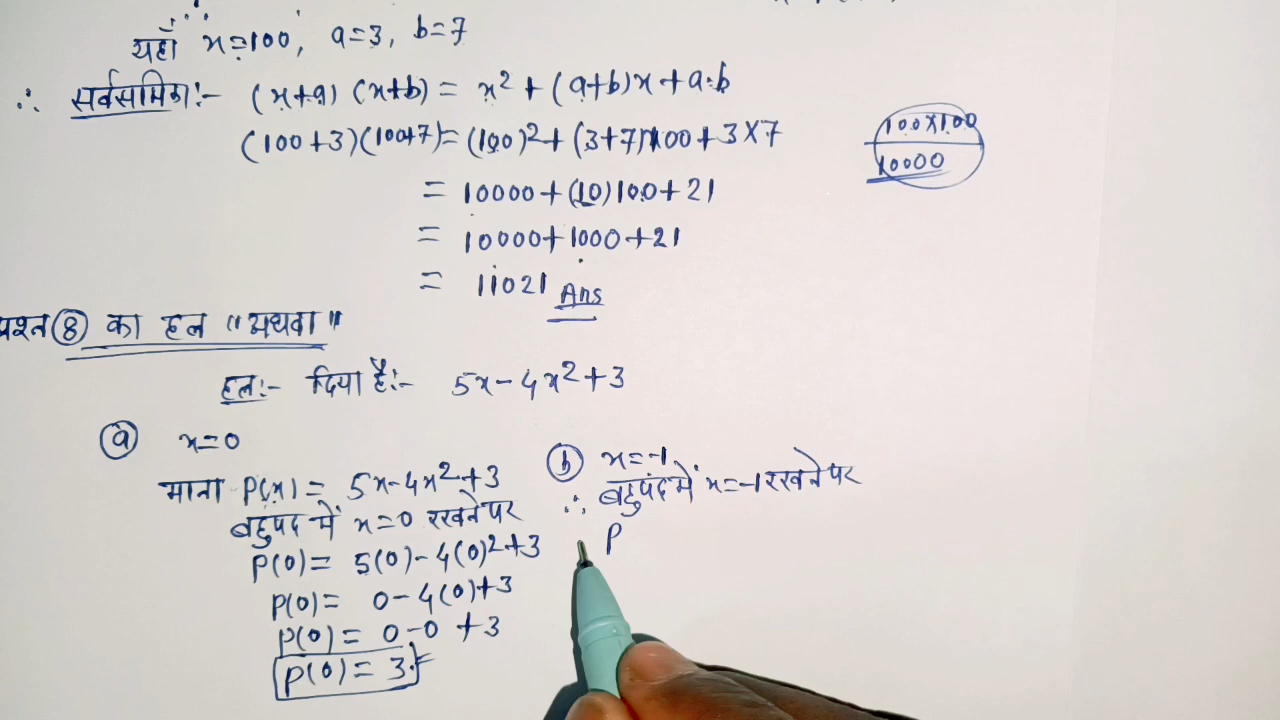 यहाँ x=100, a=3, b=7
∴ सर्वसमिका:- (x+a) (x+b) = x² + (a+b)x + a.b
(100+3)(100+7) = (100)² + (3+7)100 + 3×7
100×100
= 10000 + (10)100 + 21
10000
= 10000 + 1000 + 21
= 11021 Ans
प्रश्न (8) का हल "अथवा"
हल:- दिया है:- 5x - 4x² + 3
(a) x=0
माना P(x) = 5x - 4x² + 3
बहुपद में x=0 रखने पर
P(0) = 5(0) - 4(0)² + 3
P(0) = 0 - 4(0) + 3
P(0) = 0 - 0 + 3
P(0) = 3
(b) x=-1
∴ बहुपद में x=-1 रखने पर
P